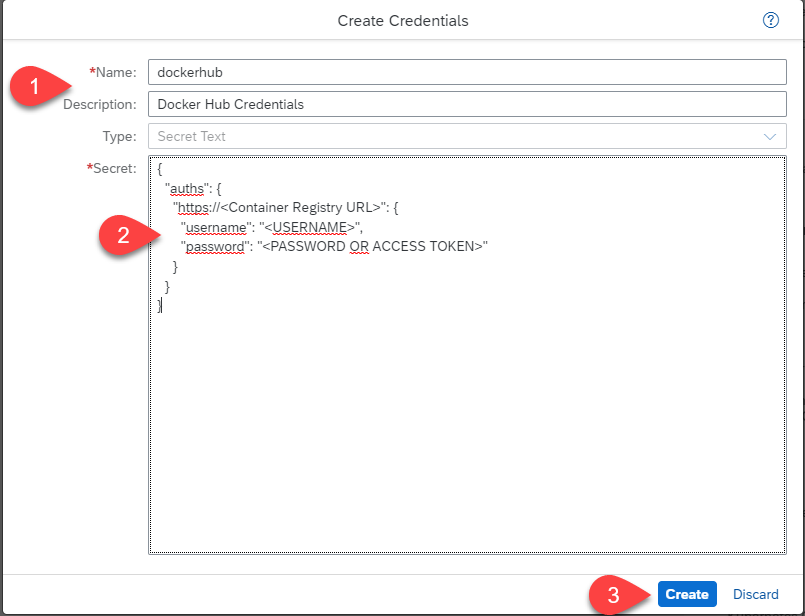 Create Credentials
?
1
*Name: dockerhub
Description: Docker Hub Credentials
Type: Secret Text
*Secret: {
"auths": {
"https://<Container Registry URL>": {
2
"username": "<USERNAME>",
"password": "<PASSWORD OR ACCESS TOKEN>"
}
}
}
3
Create Discard